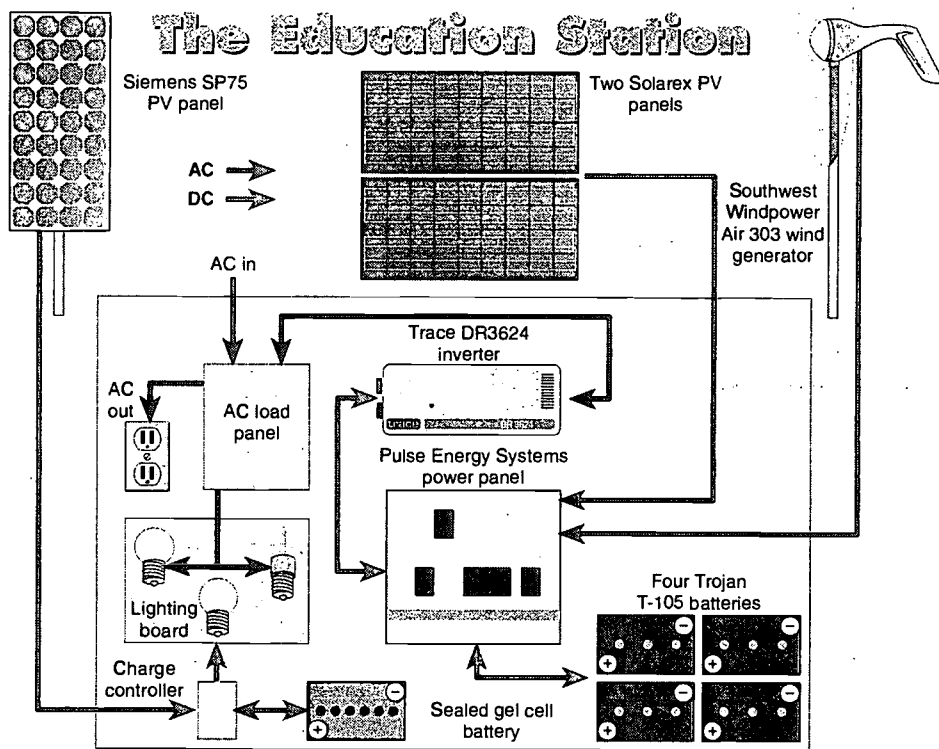 The Education Station
Siemens SP75
PV panel
Two Solarex PV
panels
AC
DC
Southwest
Windpower
Air 303 wind
generator
AC in
Trace DR3624
inverter
AC
out
AC load
panel
Pulse Energy Systems
power panel
Lighting
board
Four Trojan
T-105 batteries
Charge
controller
Sealed gel cell
battery